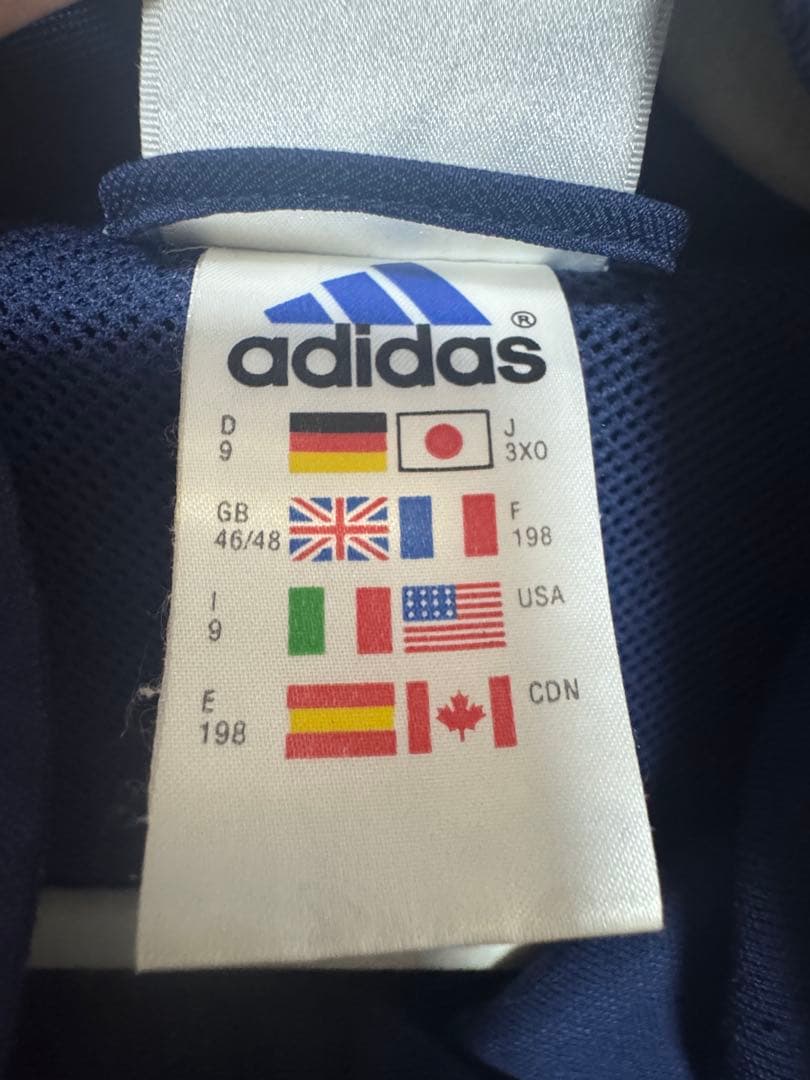 adidas®
D
9
J
3XO
GB
46/48
F
198
I
9
USA
E
198
CDN